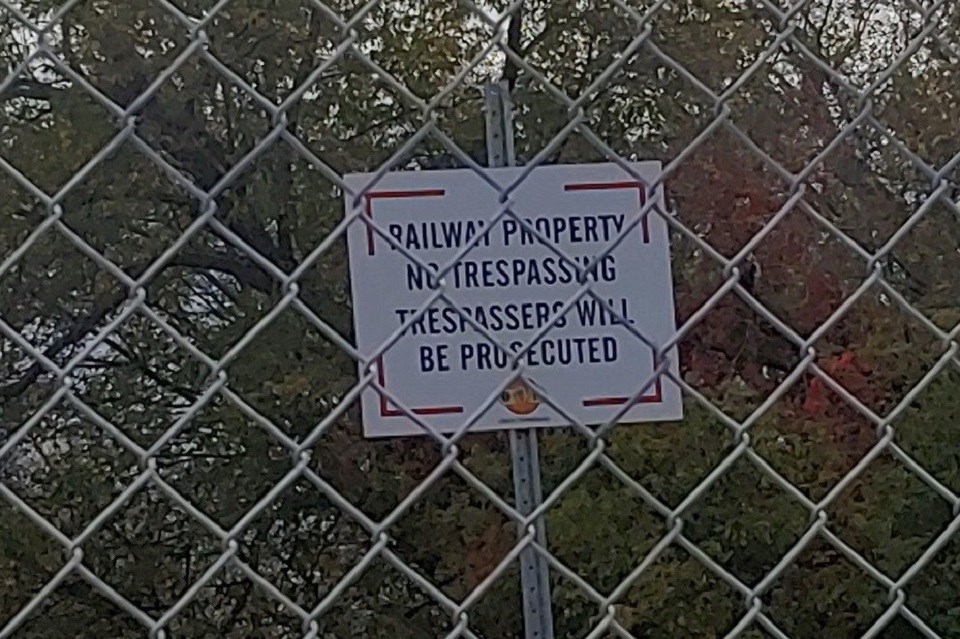 RAILWAY PROPERTY
NO TRESPASSING
TRESPASSERS WILL
BE PROSECUTED